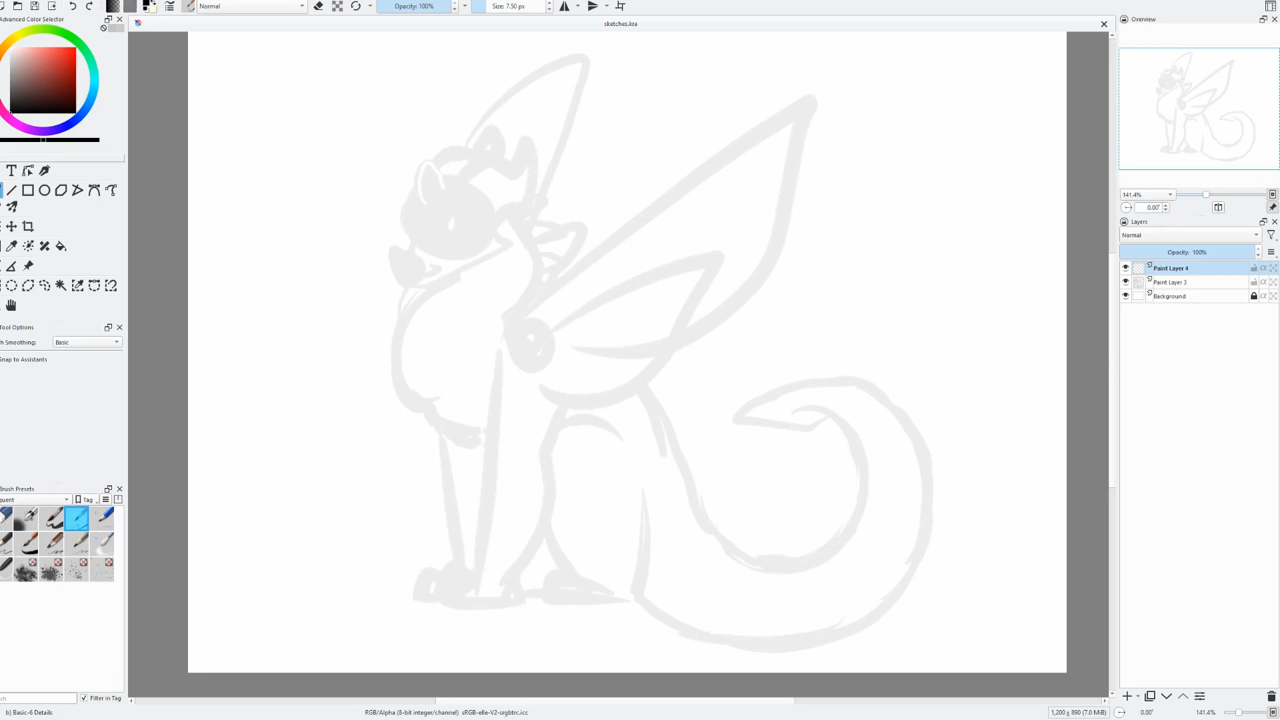 Normal
Opacity: 100%
Size: 7.50 px
Advanced Color Selector
sketches.kra
Overview
141.4%
0.00°
Layers
Normal
Opacity: 100%
Paint Layer 4
Paint Layer 3
Background
Tool Options
h Smoothing:
Basic
Snap to Assistants
Brush Presets
quent
Tag
Filter in Tag
b) Basic-6 Details
RGB/Alpha (8-bit integer/channel) sRGB-elle-V2-srgbtrc.icc
1,200 x 890 (7.0 MiB)
0.00°
141.4%